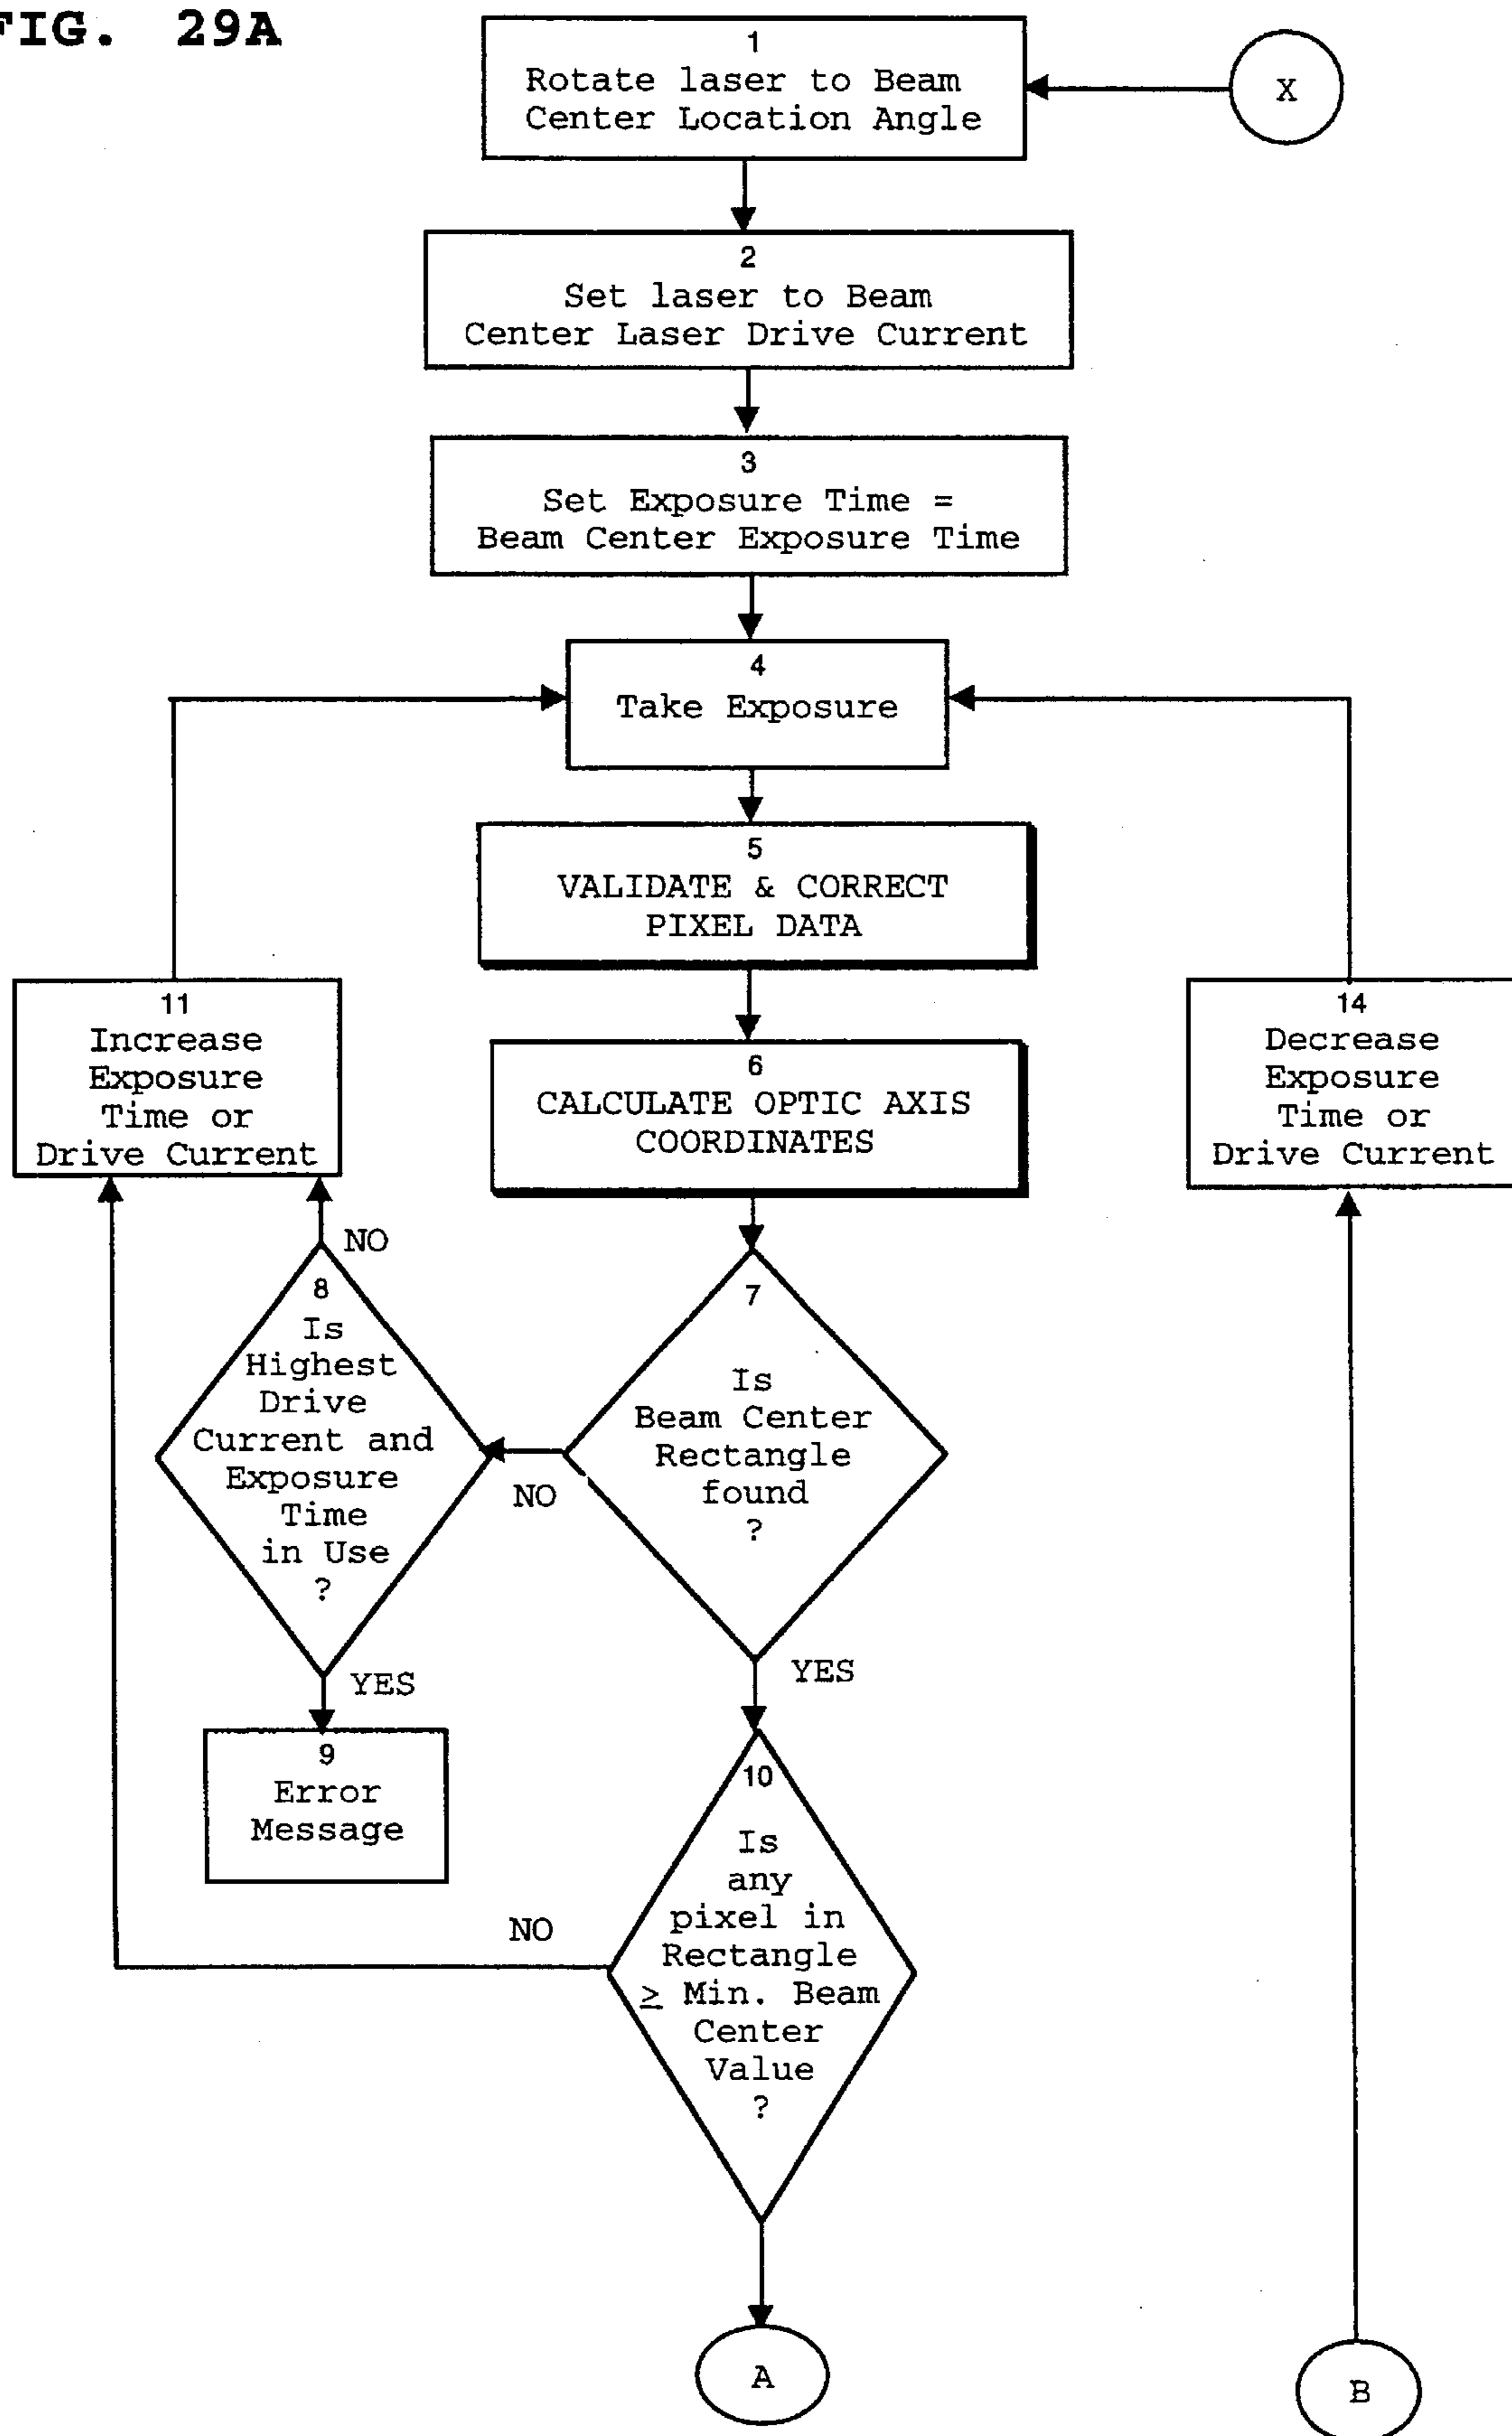 FIG. 29A
1
Rotate laser to Beam
Center Location Angle
X
2
Set laser to Beam
Center Laser Drive Current
3
Set Exposure Time =
Beam Center Exposure Time
4
Take Exposure
5
VALIDATE & CORRECT
PIXEL DATA
11
Increase
Exposure
Time or
Drive Current
6
CALCULATE OPTIC AXIS
COORDINATES
14
Decrease
Exposure
Time or
Drive Current
NO
8
Is
Highest
Drive
Current and
Exposure
Time
in Use
?
NO
7
Is
Beam Center
Rectangle
found
?
YES
YES
9
Error
Message
10
Is
any
pixel in
Rectangle
≥ Min. Beam
Center
Value
?
NO
A
B